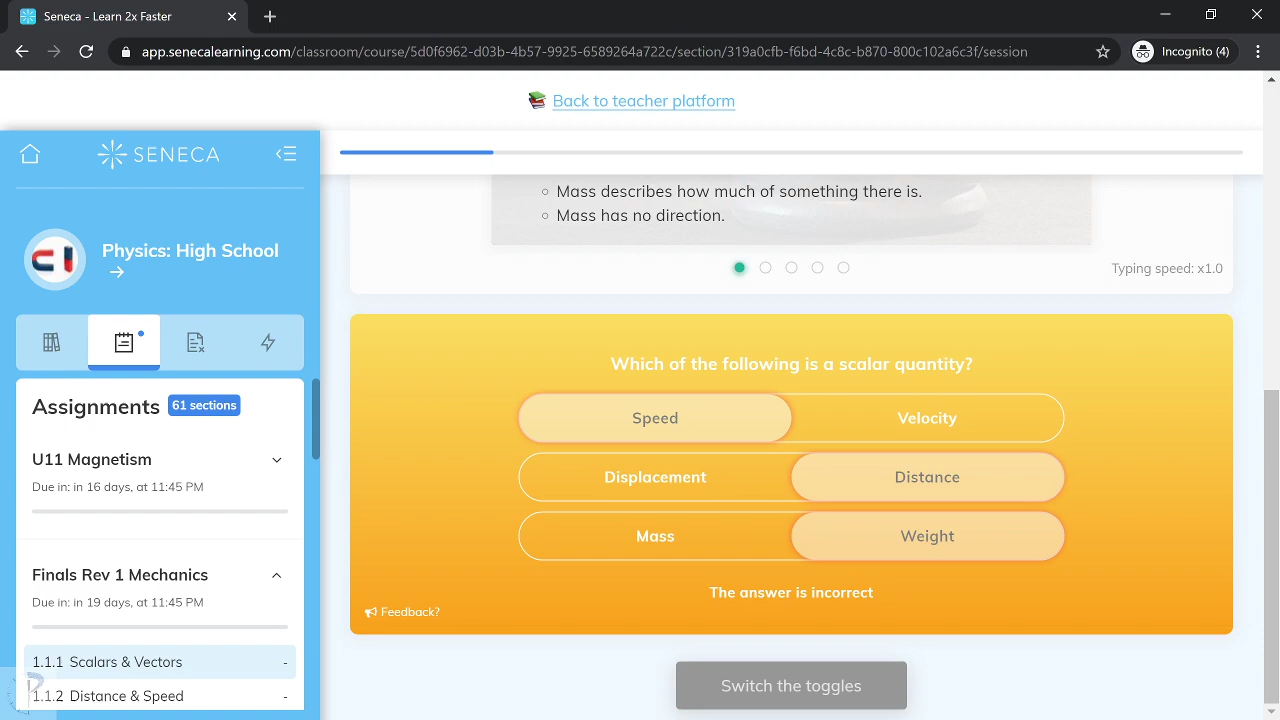 Seneca - Learn 2x Faster
app.senecalearning.com/classroom/course/5d0f6962-d03b-4b57-9925-6589264a722c/section/319a0cfb-f6bd-4c8c-b870-800c102a6c3f/session
Incognito (4)
Back to teacher platform
SENECA
Physics: High School
Assignments 61 sections
U11 Magnetism
Due in: in 16 days, at 11:45 PM
Finals Rev 1 Mechanics
Due in: in 19 days, at 11:45 PM
1.1.1 Scalars & Vectors -
1.1.2 Distance & Speed -
Mass describes how much of something there is.
Mass has no direction.
Typing speed: x1.0
Which of the following is a scalar quantity?
Speed Velocity
Displacement Distance
Mass Weight
The answer is incorrect
Feedback?
Switch the toggles